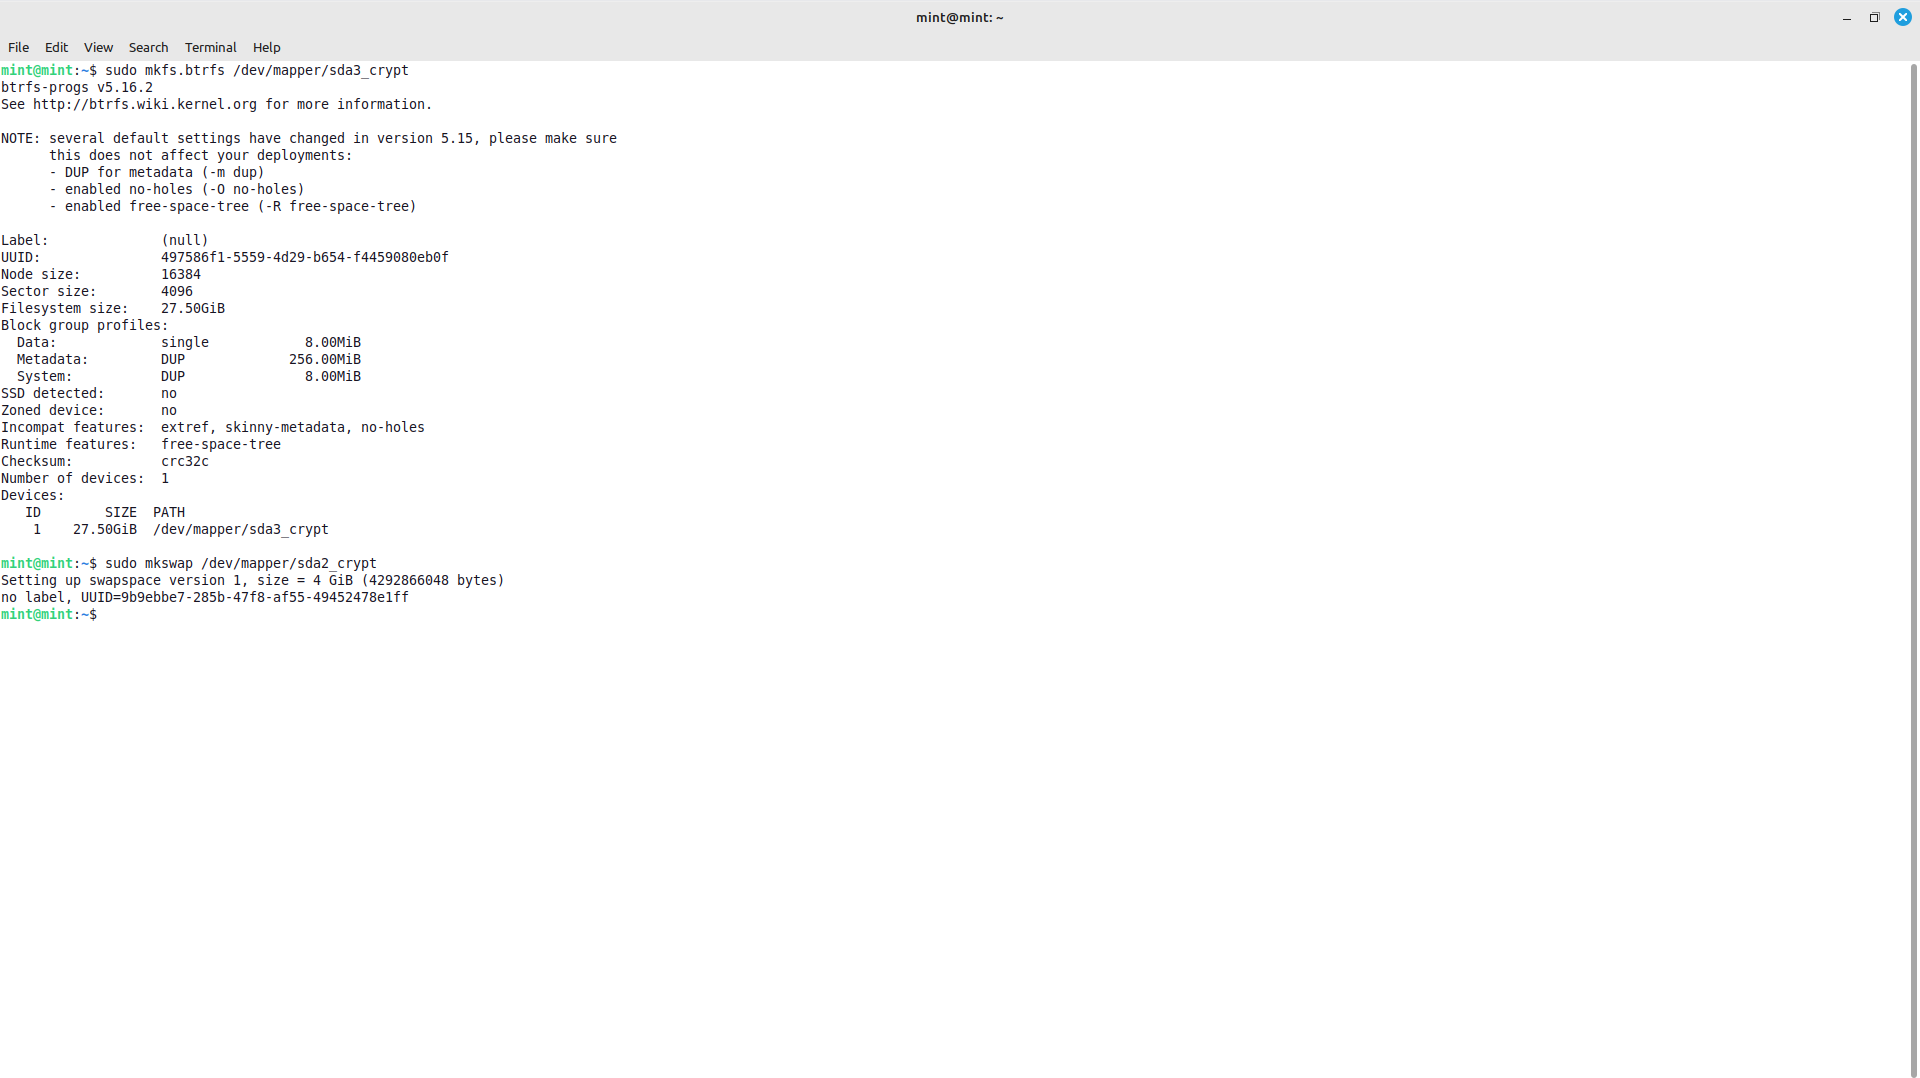 mint@mint: ~
File Edit View Search Terminal Help
mint@mint:~$ sudo mkfs.btrfs /dev/mapper/sda3_crypt
btrfs-progs v5.16.2
See http://btrfs.wiki.kernel.org for more information.

NOTE: several default settings have changed in version 5.15, please make sure
      this does not affect your deployments:
      - DUP for metadata (-m dup)
      - enabled no-holes (-O no-holes)
      - enabled free-space-tree (-R free-space-tree)

Label:              (null)
UUID:               497586f1-5559-4d29-b654-f4459080eb0f
Node size:          16384
Sector size:        4096
Filesystem size:    27.50GiB
Block group profiles:
  Data:             single            8.00MiB
  Metadata:         DUP             256.00MiB
  System:           DUP               8.00MiB
SSD detected:       no
Zoned device:       no
Incompat features:  extref, skinny-metadata, no-holes
Runtime features:   free-space-tree
Checksum:           crc32c
Number of devices:  1
Devices:
   ID        SIZE  PATH
    1    27.50GiB  /dev/mapper/sda3_crypt

mint@mint:~$ sudo mkswap /dev/mapper/sda2_crypt
Setting up swapspace version 1, size = 4 GiB (4292866048 bytes)
no label, UUID=9b9ebbe7-285b-47f8-af55-49452478e1ff
mint@mint:~$